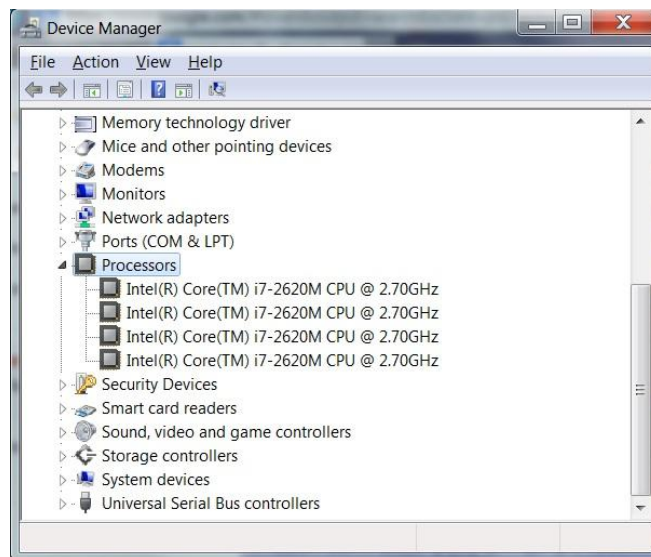 Device Manager
File Action View Help
Memory technology driver
Mice and other pointing devices
Modems
Monitors
Network adapters
Ports (COM & LPT)
Processors
Intel(R) Core(TM) i7-2620M CPU @ 2.70GHz
Intel(R) Core(TM) i7-2620M CPU @ 2.70GHz
Intel(R) Core(TM) i7-2620M CPU @ 2.70GHz
Intel(R) Core(TM) i7-2620M CPU @ 2.70GHz
Security Devices
Smart card readers
Sound, video and game controllers
Storage controllers
System devices
Universal Serial Bus controllers